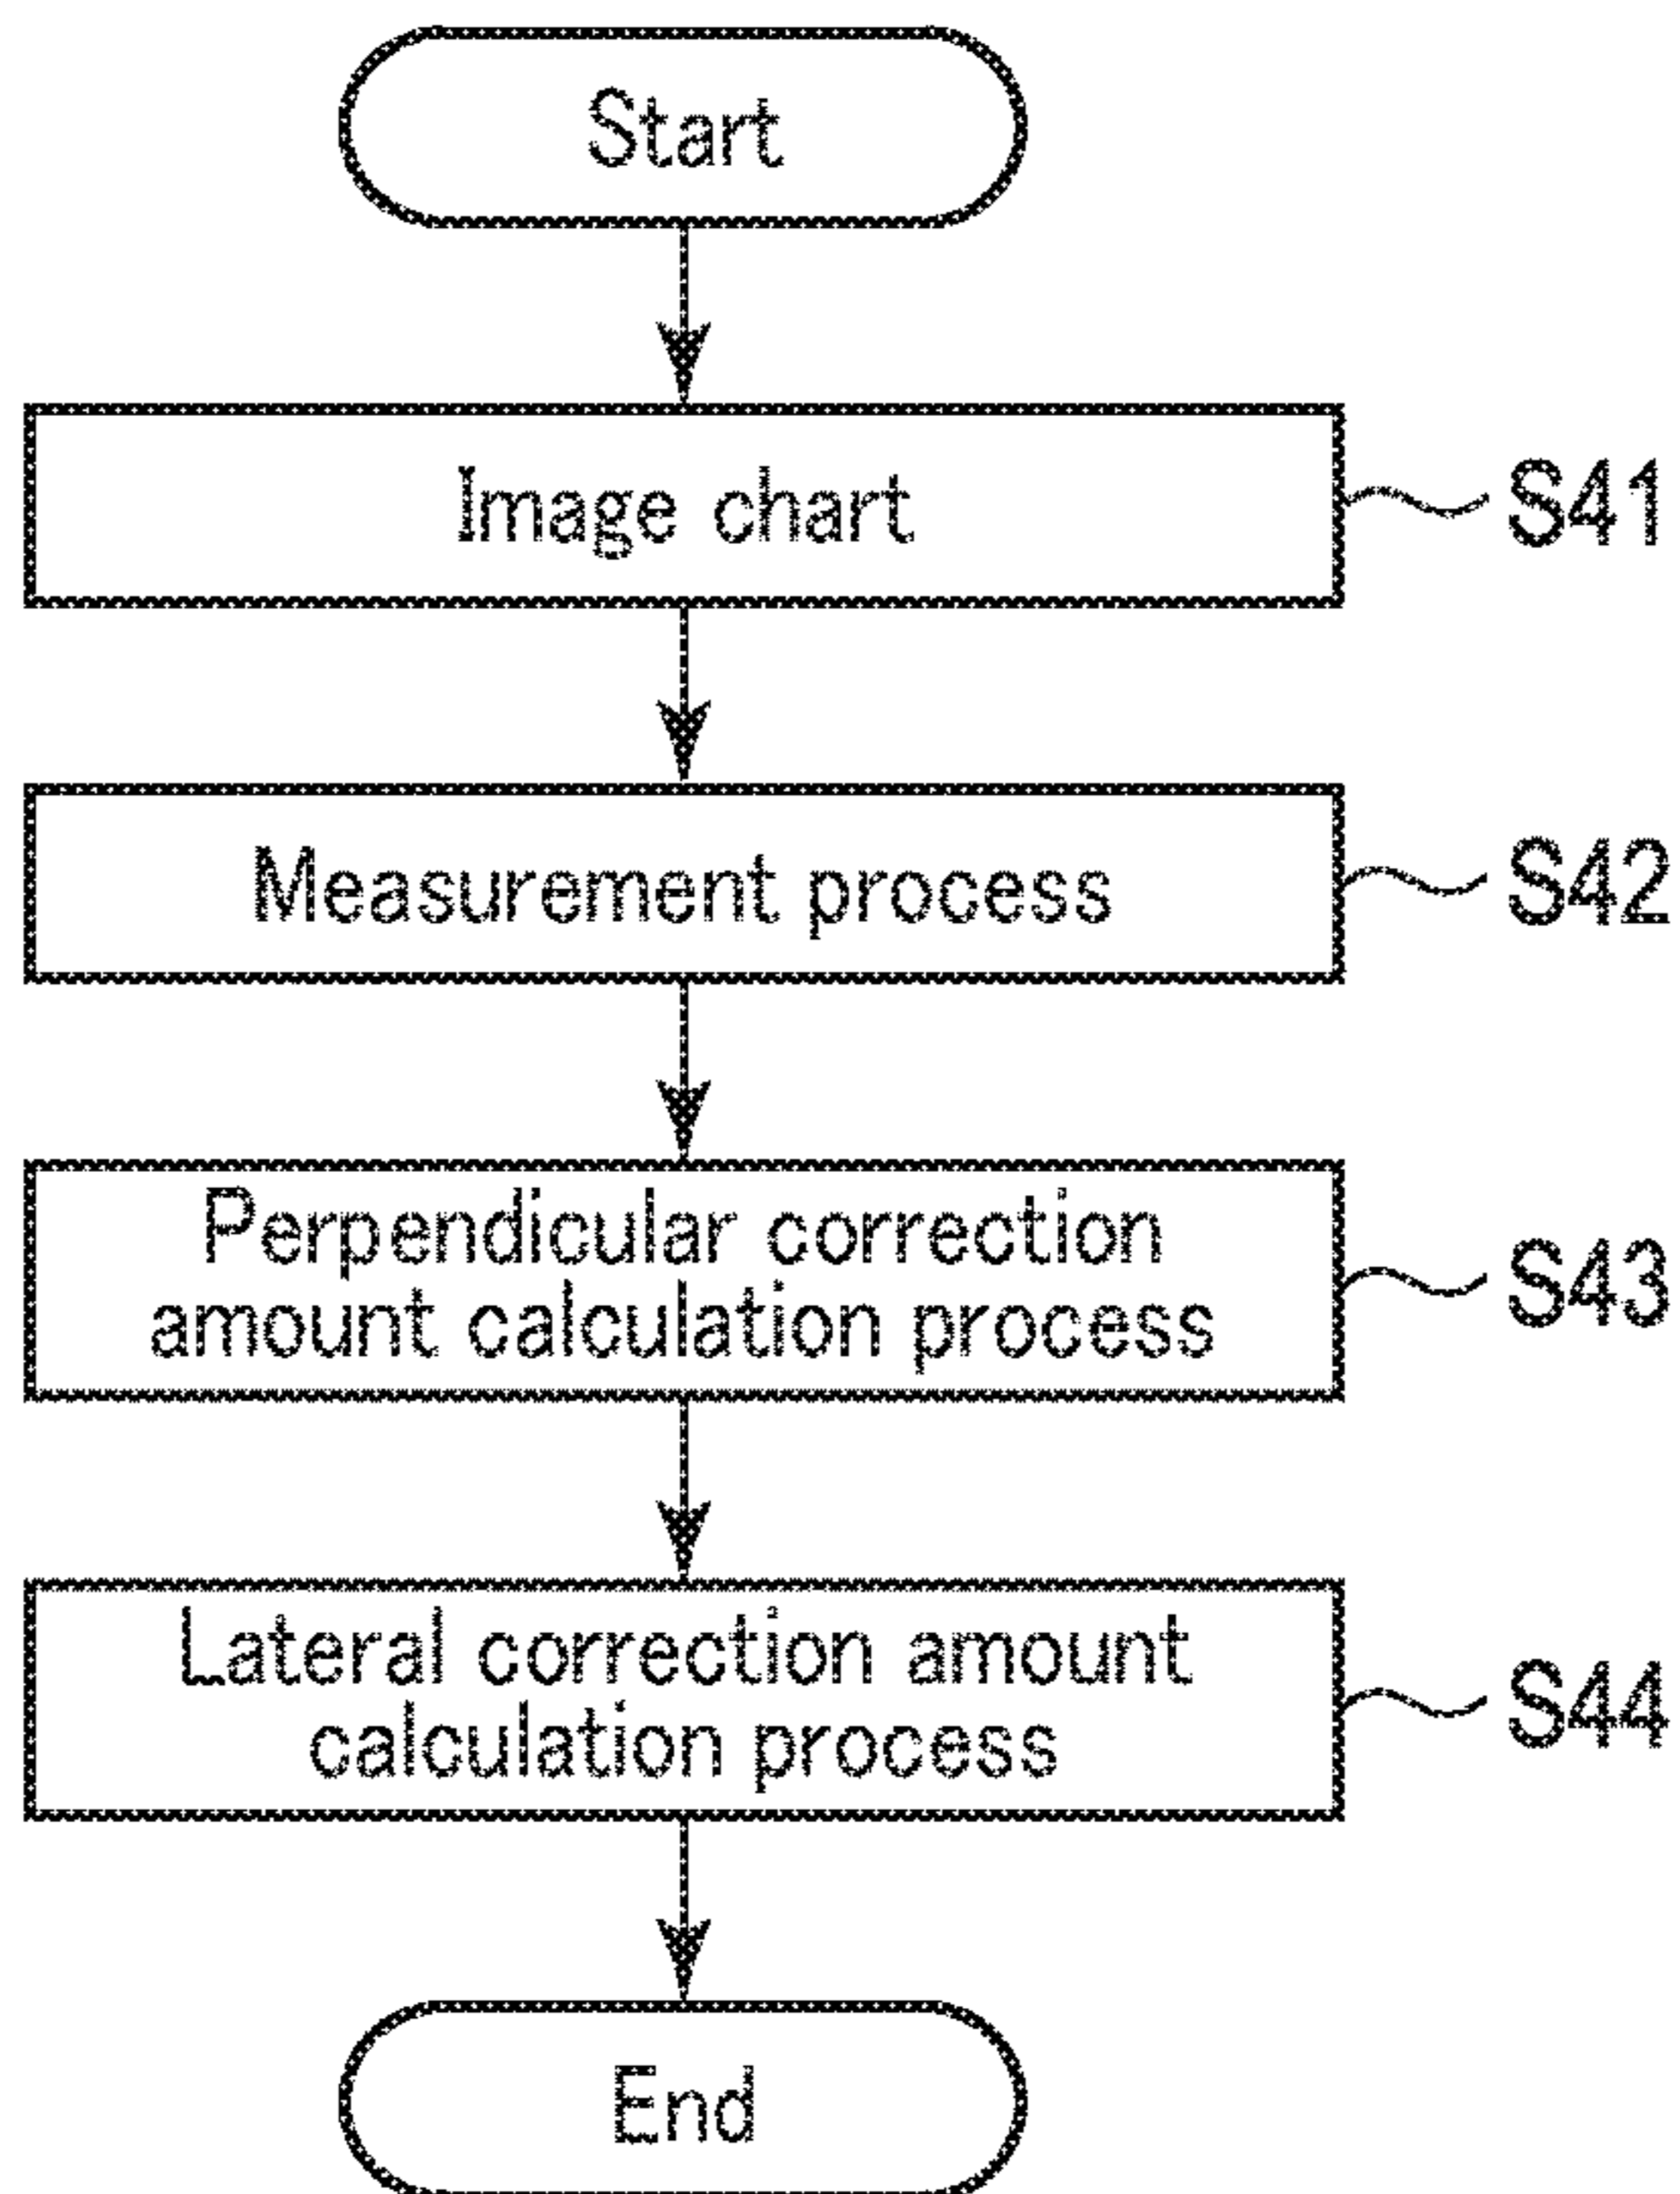 Start
Image chart
S41
Measurement process
S42
Perpendicular correction
amount calculation process
S43
Lateral correction amount
calculation process
S44
End